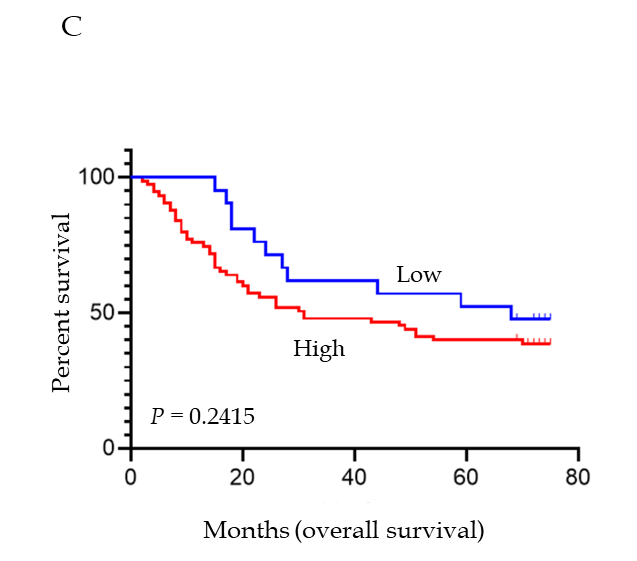 C
Percent survival
100
50
0
Low
High
P = 0.2415
0 20 40 60 80
Months (overall survival)